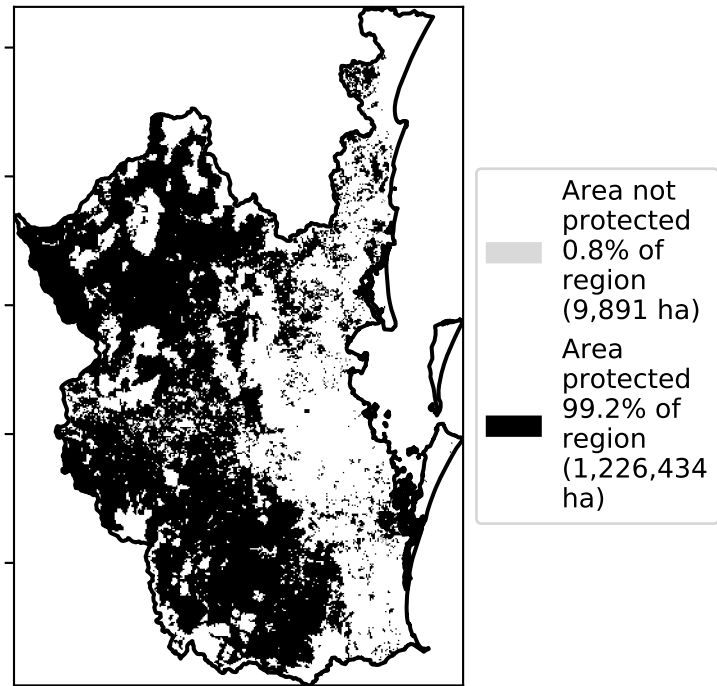 Area not
protected
0.8% of
region
(9,891 ha)
Area
protected
99.2% of
region
(1,226,434
ha)